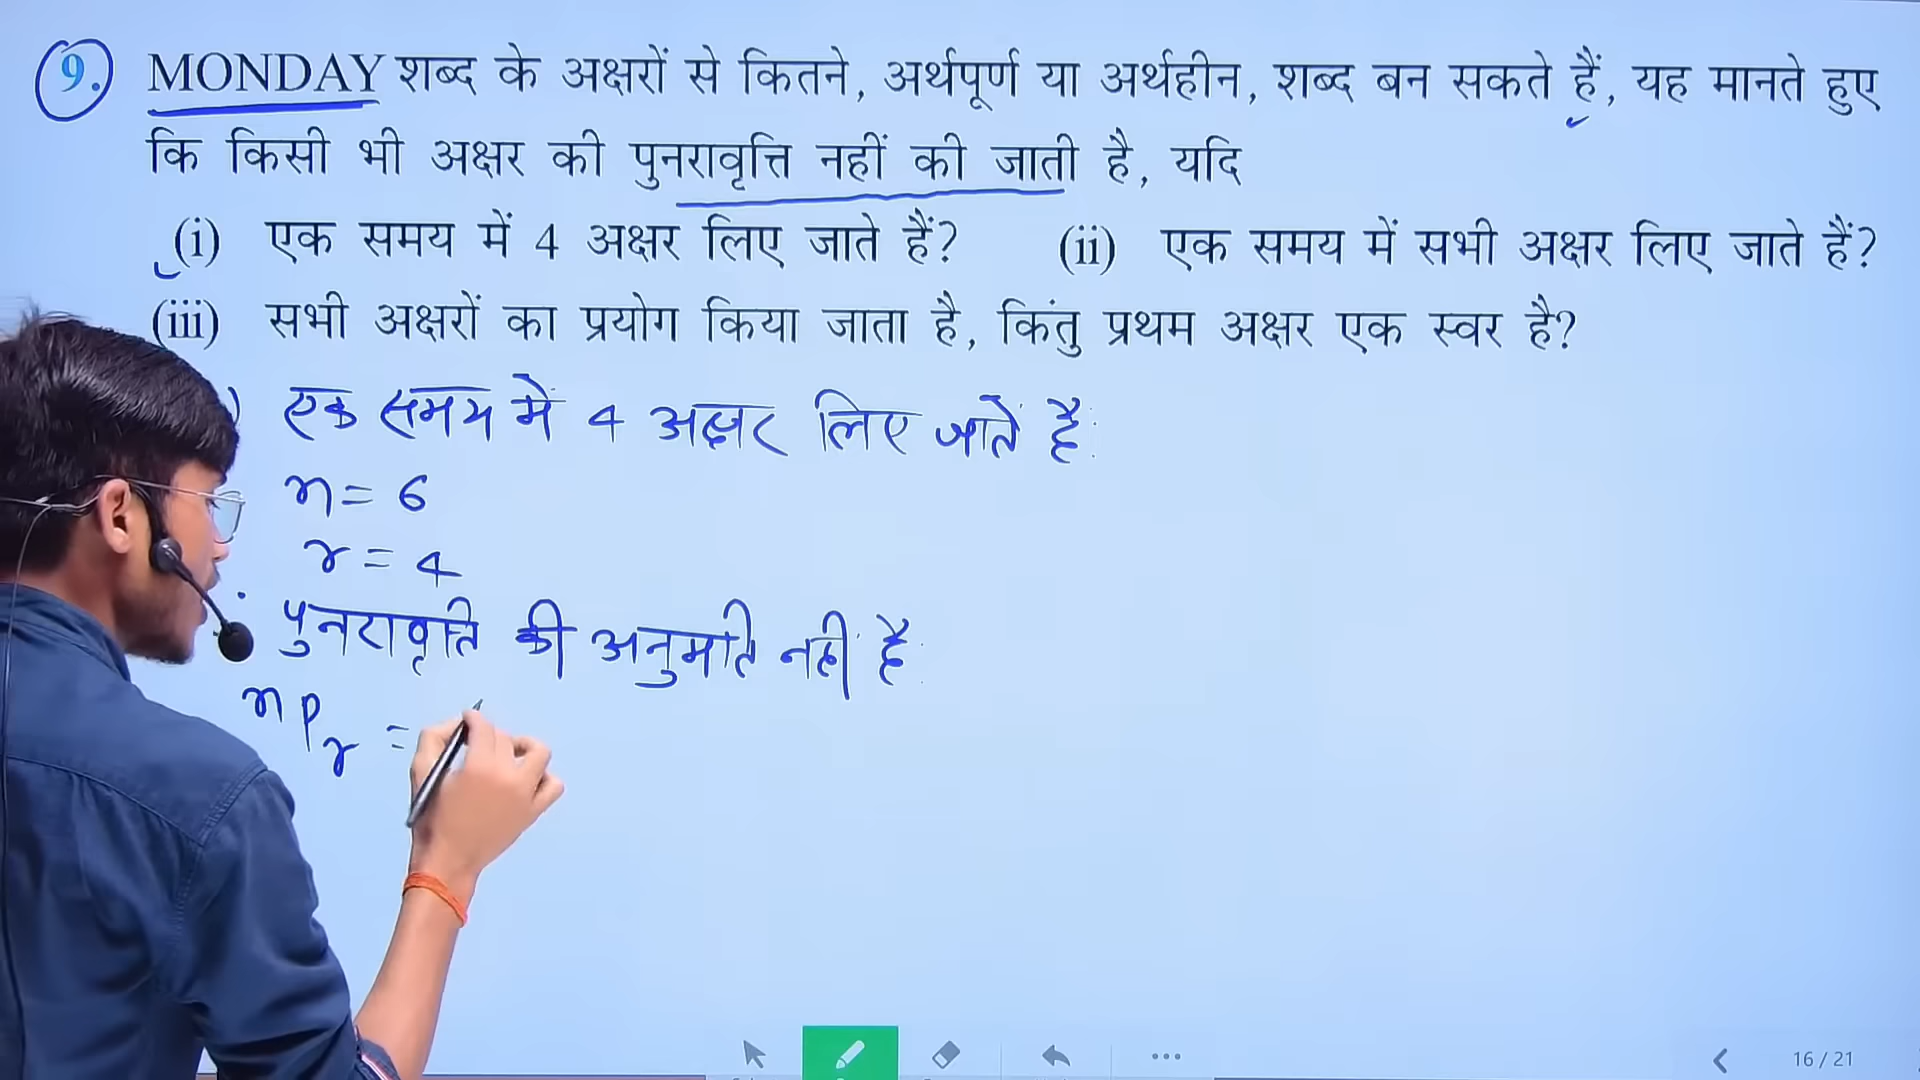 9. MONDAY शब्द के अक्षरों से कितने, अर्थपूर्ण या अर्थहीन, शब्द बन सकते हैं, यह मानते हुए
कि किसी भी अक्षर की पुनरावृत्ति नहीं की जाती है, यदि
(i) एक समय में 4 अक्षर लिए जाते हैं? (ii) एक समय में सभी अक्षर लिए जाते हैं?
(iii) सभी अक्षरों का प्रयोग किया जाता है, किंतु प्रथम अक्षर एक स्वर है?
) एक समय मे 4 अक्षर लिए जाते है
n = 6
r = 4
पुनरावृत्ति की अनुमति नही है
nPr =
16 / 21